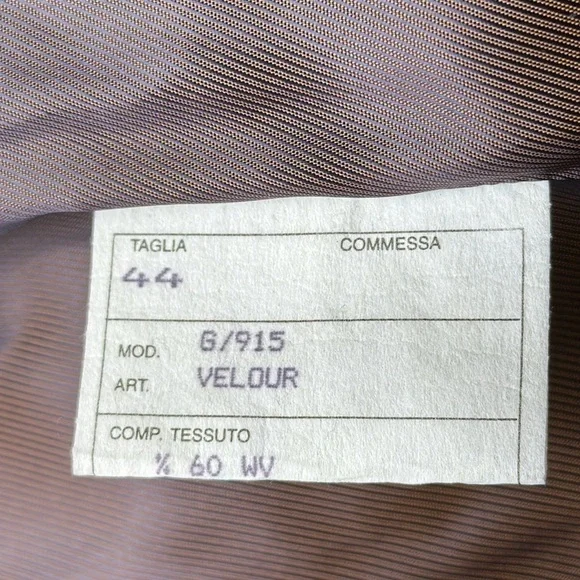 TAGLIA COMMESSA
44
MOD. G/915
ART. VELOUR
COMP. TESSUTO
% 60 WV